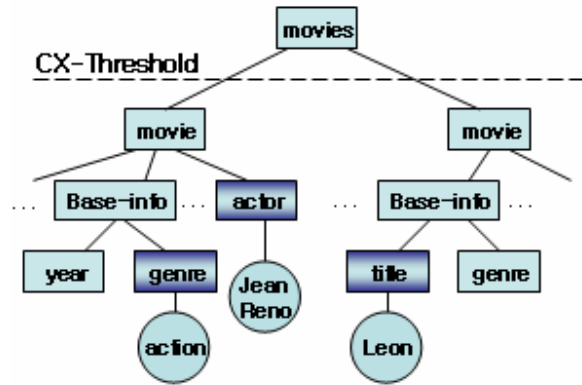 movies
CX-Threshold
movie movie
... Base-info ... actor ... Base-info ...
year genre Jean Reno title genre
action Leon